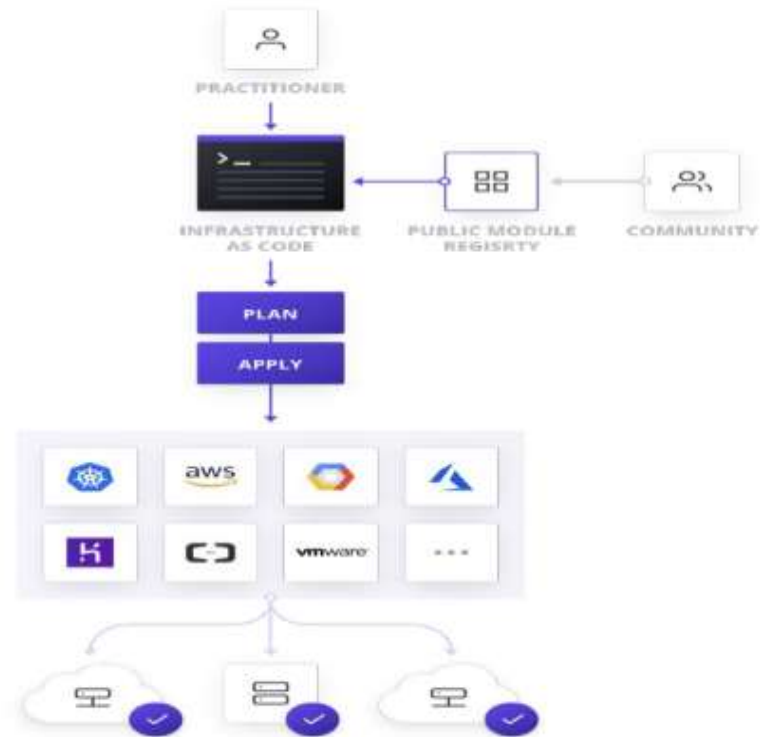 PRACTITIONER
>_
INFRASTRUCTURE
AS CODE
PUBLIC MODULE
REGISRTY
COMMUNITY
PLAN
APPLY
aws
vmware